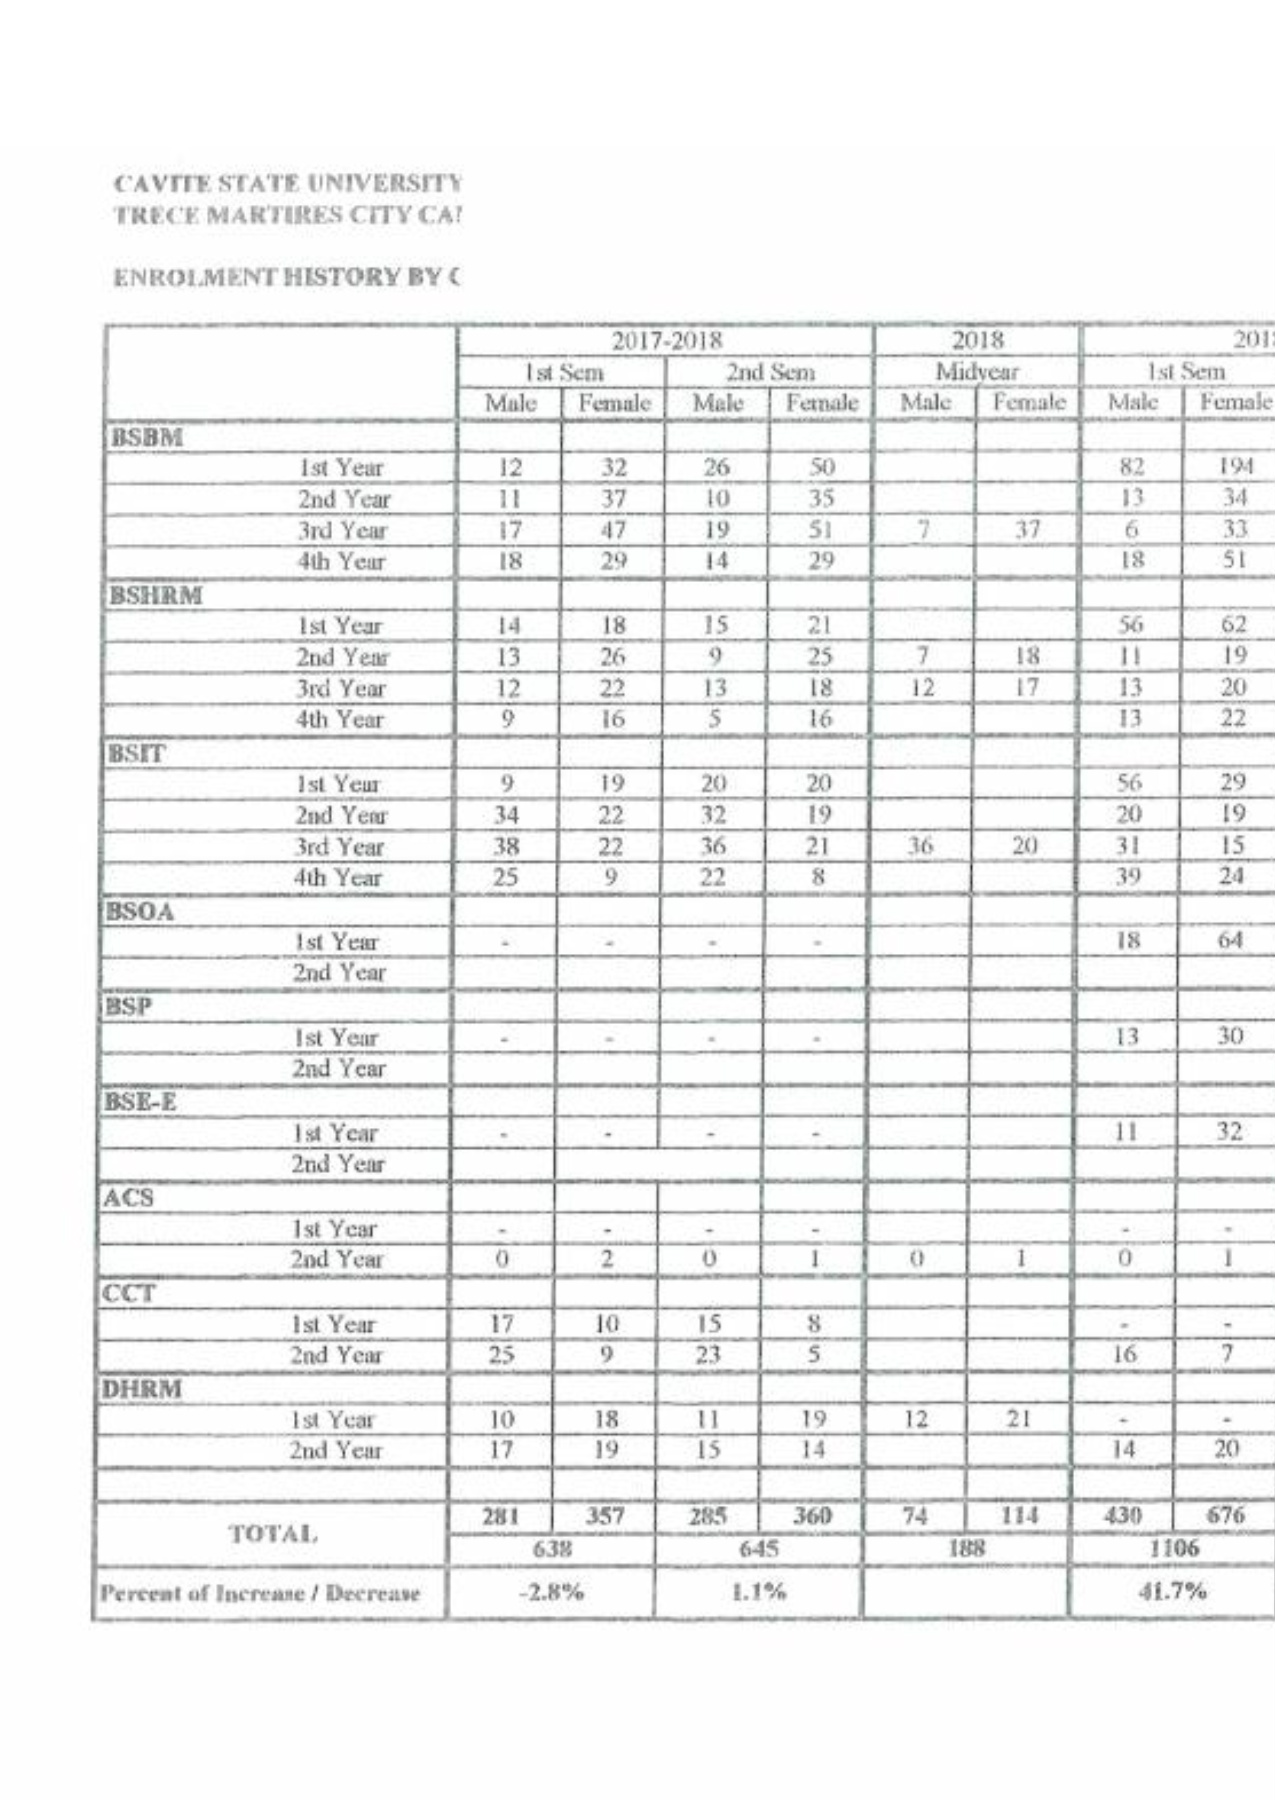 CAVITE STATE UNIVERSITY
TRECE MARTIRES CITY
ENROLMENT HISTORY BY
2017-2018 2018
1st Sem 2nd Sem Midyear 1st Sem
Male Female Male Female Male Female Male Female
BSBM
1st Year 12 32 26 50 82 194
2nd Year 11 37 10 35 13 34
3rd Year 17 47 19 51 7 37 6 33
4th Year 18 29 14 29 18 51
BSHRM
1st Year 14 18 15 21 56 62
2nd Year 13 26 9 25 7 18 11 19
3rd Year 12 22 13 18 12 17 13 20
4th Year 9 16 5 16 13 22
BSIT
1st Year 9 19 20 20 56 29
2nd Year 34 22 32 19 20 19
3rd Year 38 22 36 21 36 20 31 15
4th Year 25 9 22 8 39 24
BSOA
1st Year - - - - 18 64
2nd Year
BSP
1st Year - - - - 13 30
2nd Year
BSE-E
1st Year - - - - 11 32
2nd Year
ACS
1st Year - - - - - -
2nd Year 0 2 0 1 0 1 0 1
CCT
1st Year 17 10 15 8 - -
2nd Year 25 9 23 5 16 7
DHRM
1st Year 10 18 11 19 12 21 - -
2nd Year 17 19 15 14 14 20
TOTAL 281 357 285 360 74 114 430 676
638 645 188 1106
Percent of Increase / Decrease -2.8% 1.1% 41.7%